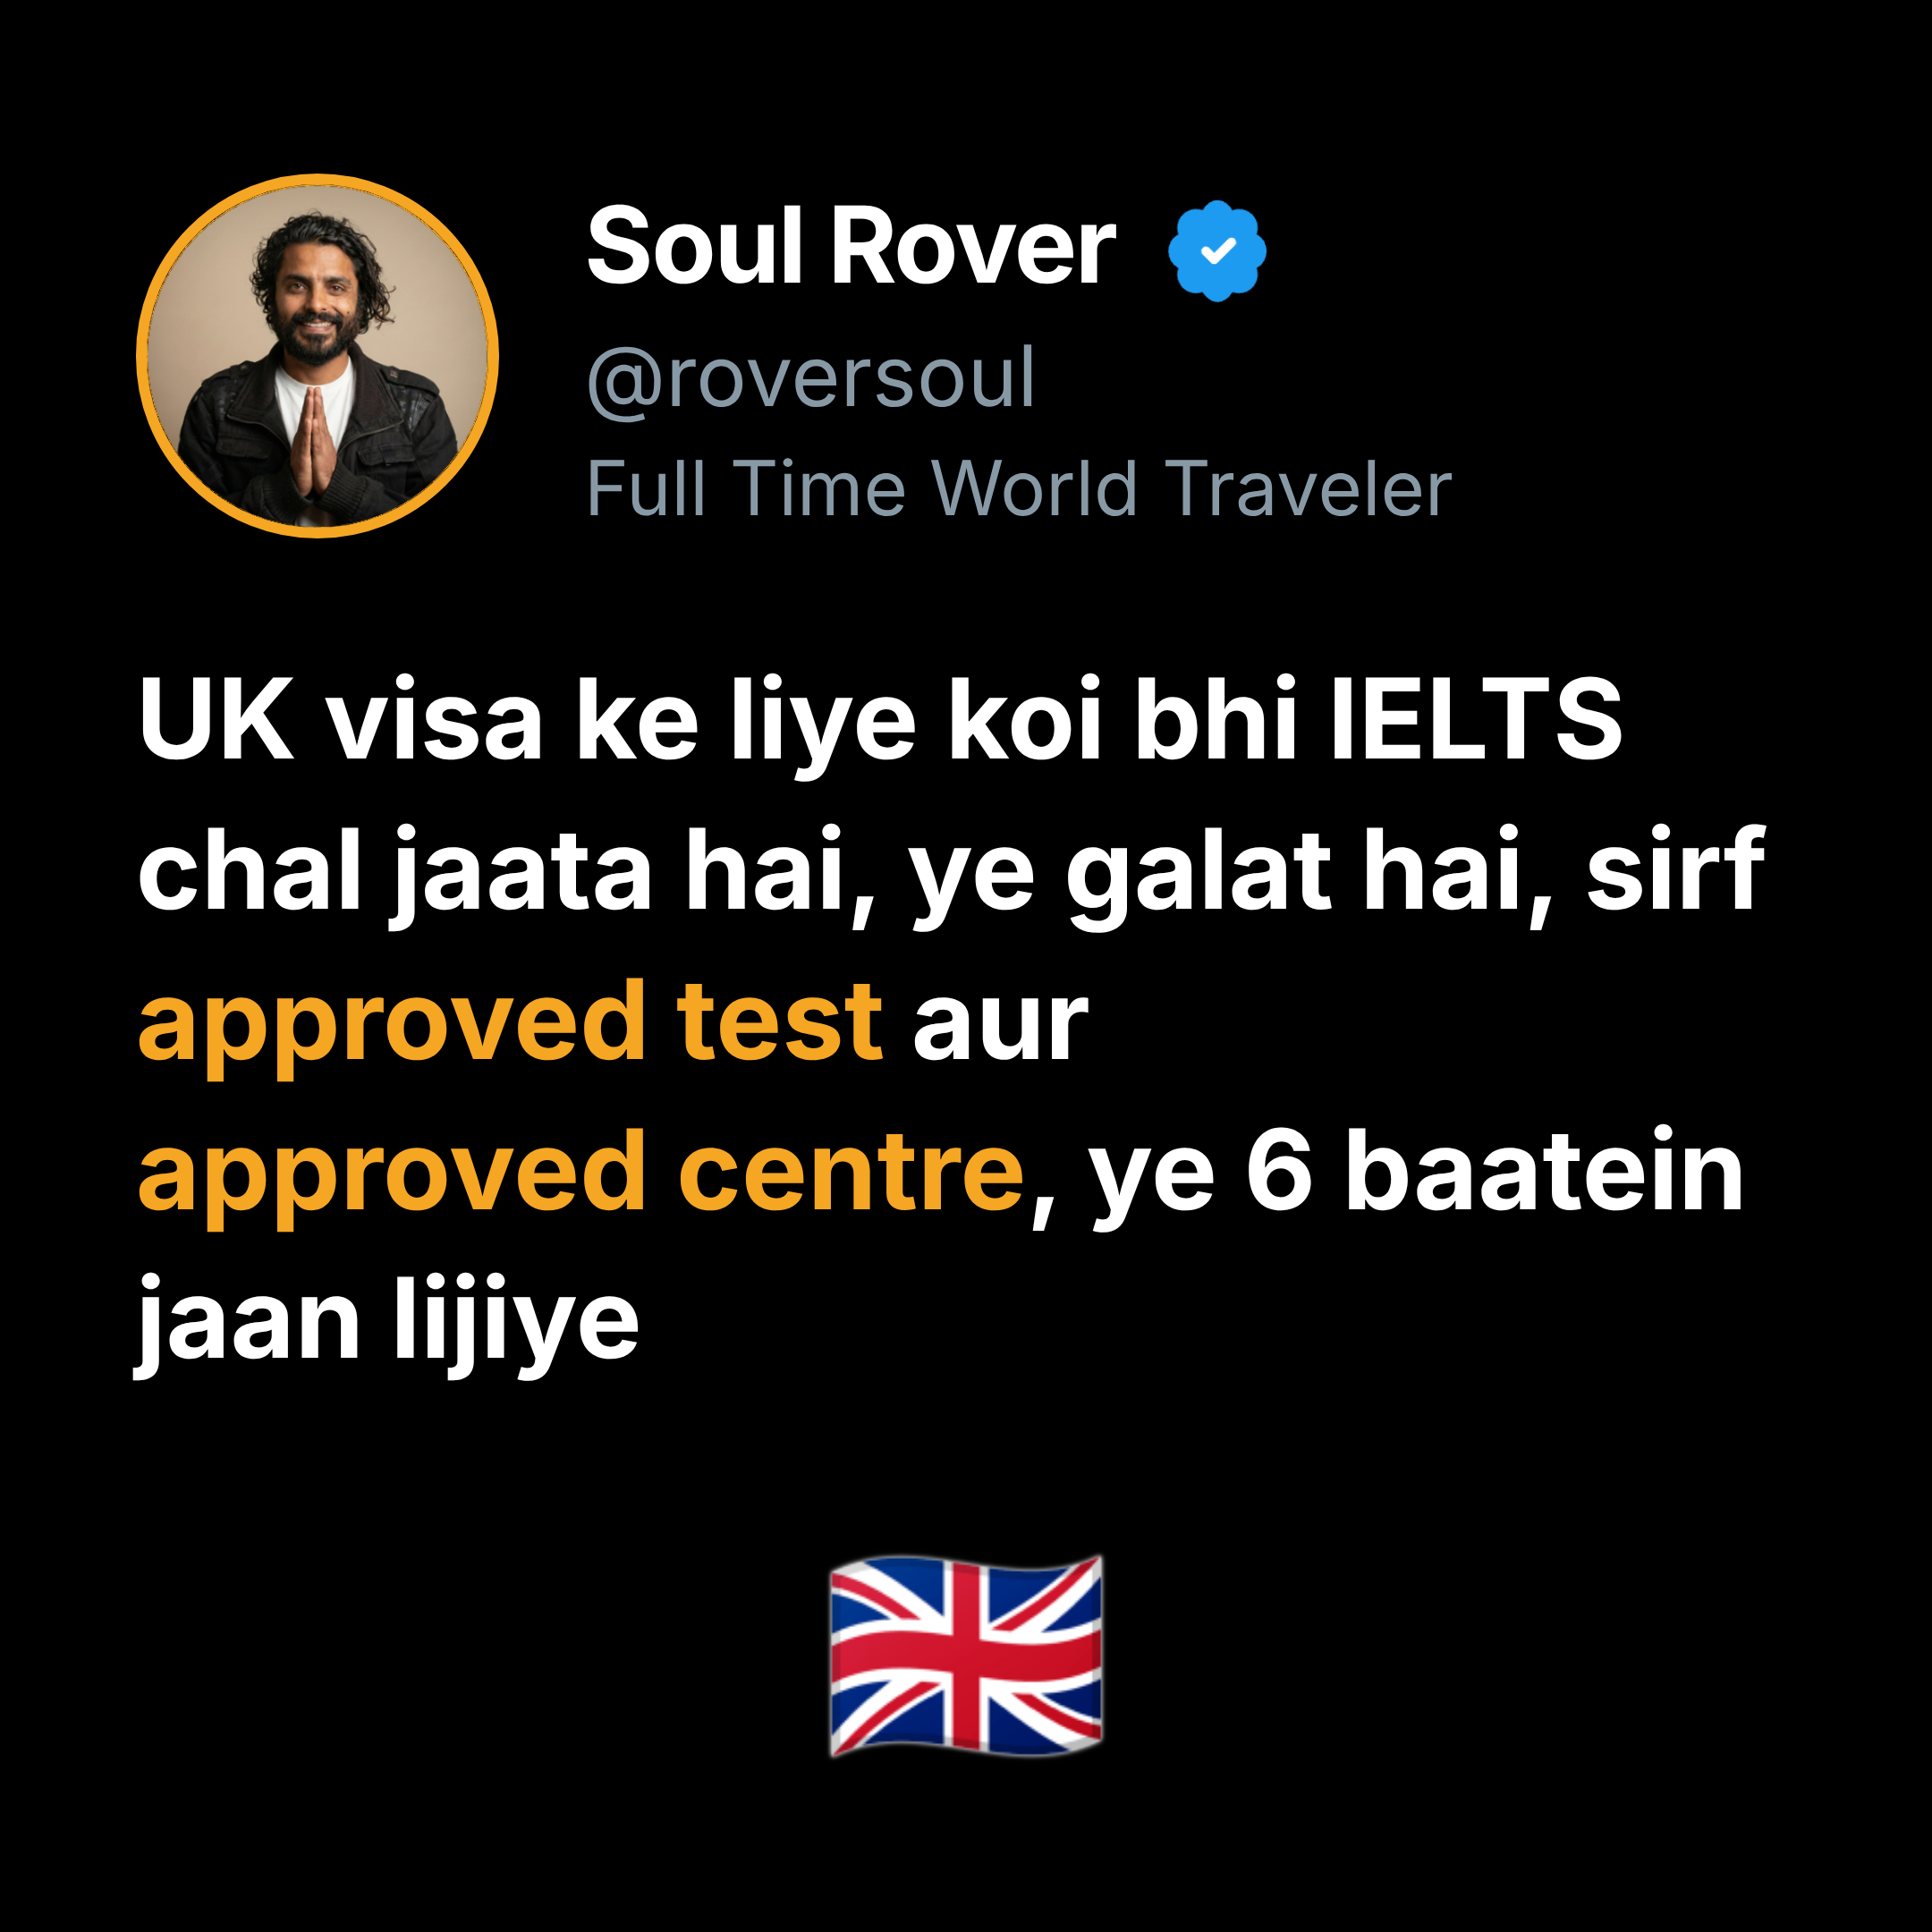 Soul Rover
@roversoul
Full Time World Traveler
UK visa ke liye koi bhi IELTS
chal jaata hai, ye galat hai, sirf
approved test aur
approved centre, ye 6 baatein
jaan lijiye